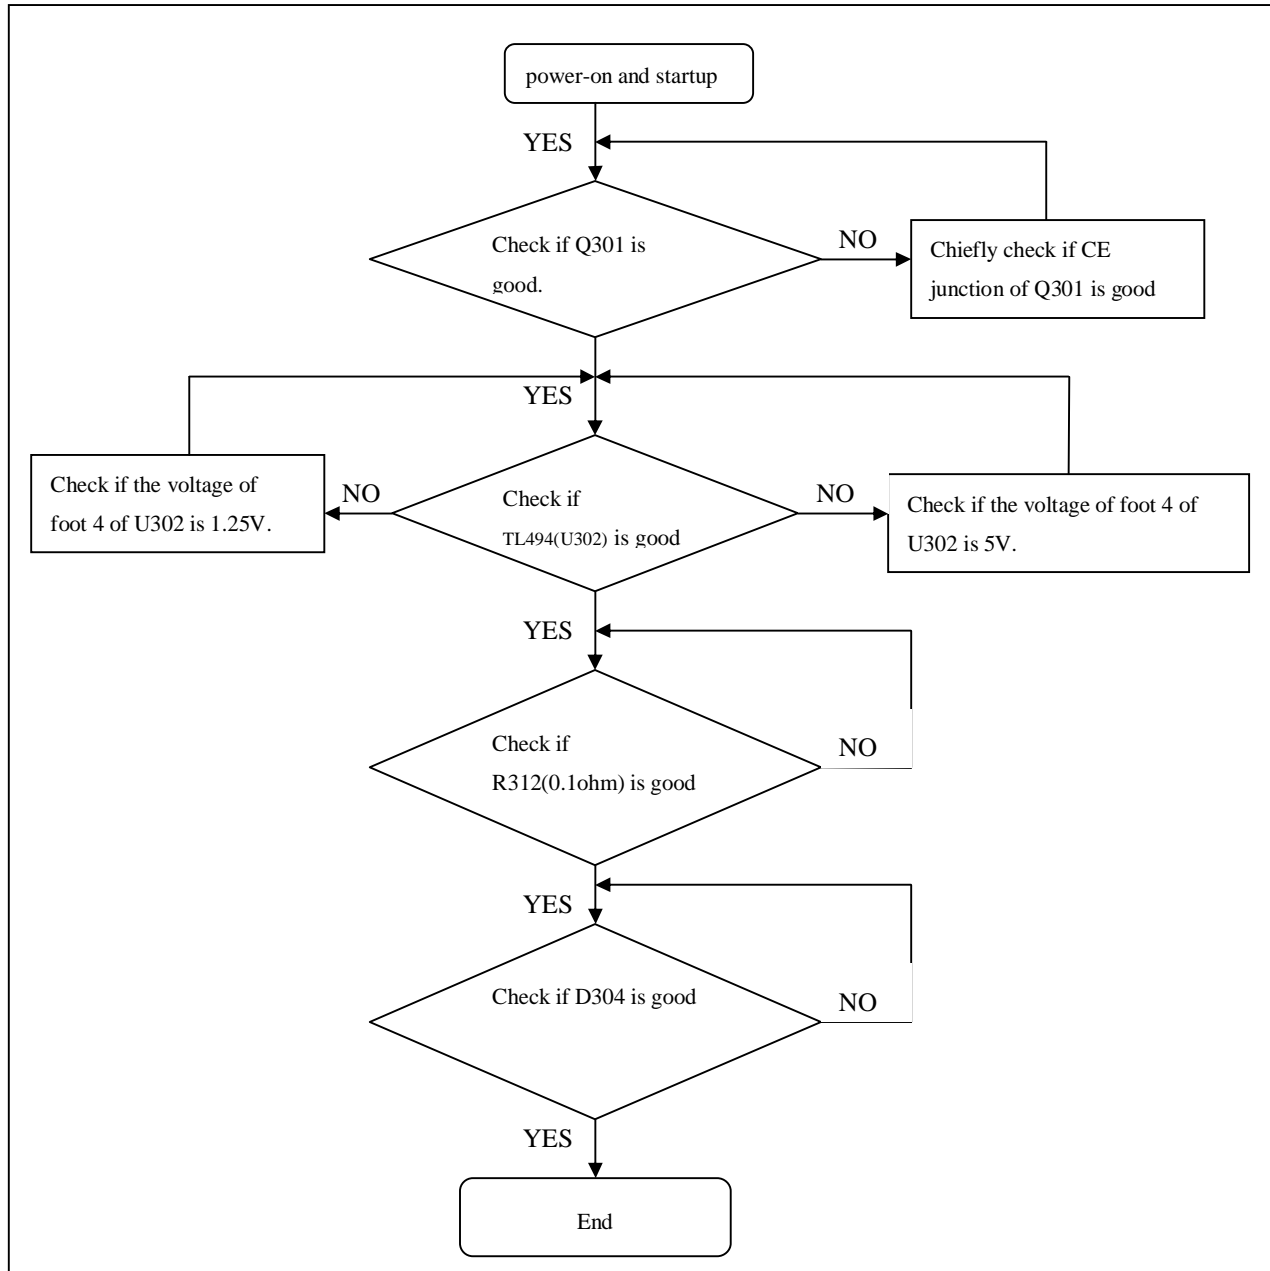 power-on and startup
YES
Check if Q301 is
good.
NO
Chiefly check if CE
junction of Q301 is good
YES
Check if the voltage of
foot 4 of U302 is 1.25V.
NO
Check if
TL494(U302) is good
NO
Check if the voltage of foot 4 of
U302 is 5V.
YES
Check if
R312(0.1ohm) is good
NO
YES
Check if D304 is good
NO
YES
End